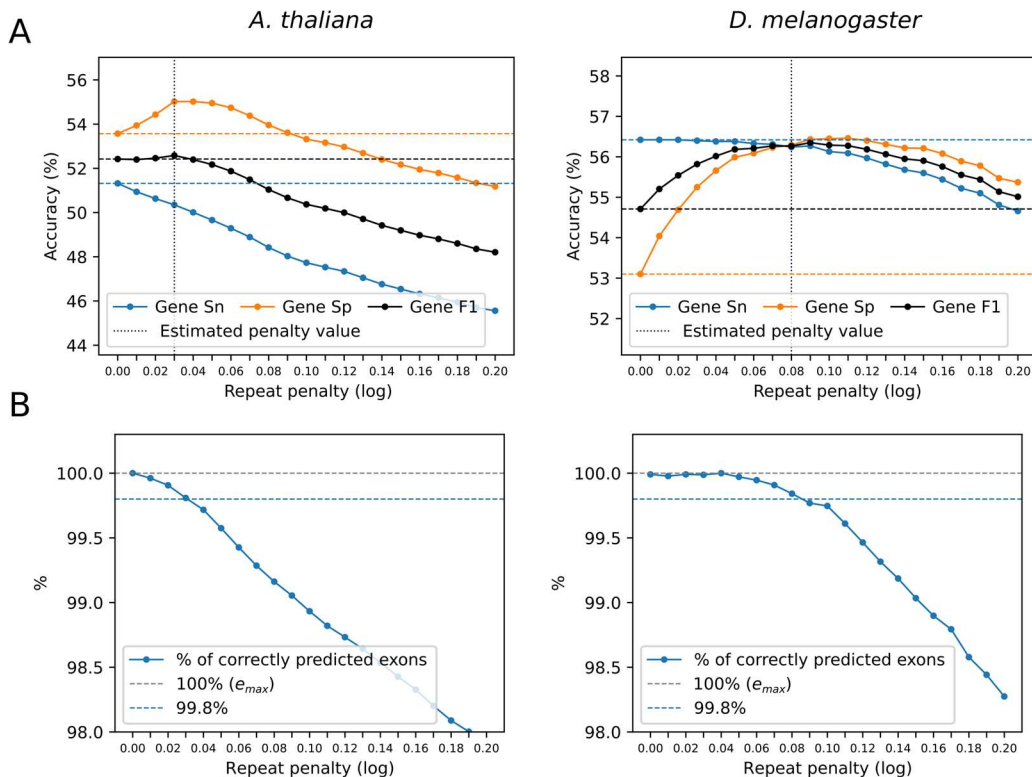 A. thaliana
D. melanogaster
A
56
54
52
50
48
46
44
Accuracy (%)
Gene Sn
Gene Sp
Gene F1
Estimated penalty value
0.00 0.02 0.04 0.06 0.08 0.10 0.12 0.14 0.16 0.18 0.20
Repeat penalty (log)
58
57
56
55
54
53
52
Accuracy (%)
Gene Sn
Gene Sp
Gene F1
Estimated penalty value
0.00 0.02 0.04 0.06 0.08 0.10 0.12 0.14 0.16 0.18 0.20
Repeat penalty (log)
B
100.0
99.5
99.0
98.5
98.0
%
% of correctly predicted exons
100% (e_max)
99.8%
0.00 0.02 0.04 0.06 0.08 0.10 0.12 0.14 0.16 0.18 0.20
Repeat penalty (log)
100.0
99.5
99.0
98.5
98.0
%
% of correctly predicted exons
100% (e_max)
99.8%
0.00 0.02 0.04 0.06 0.08 0.10 0.12 0.14 0.16 0.18 0.20
Repeat penalty (log)